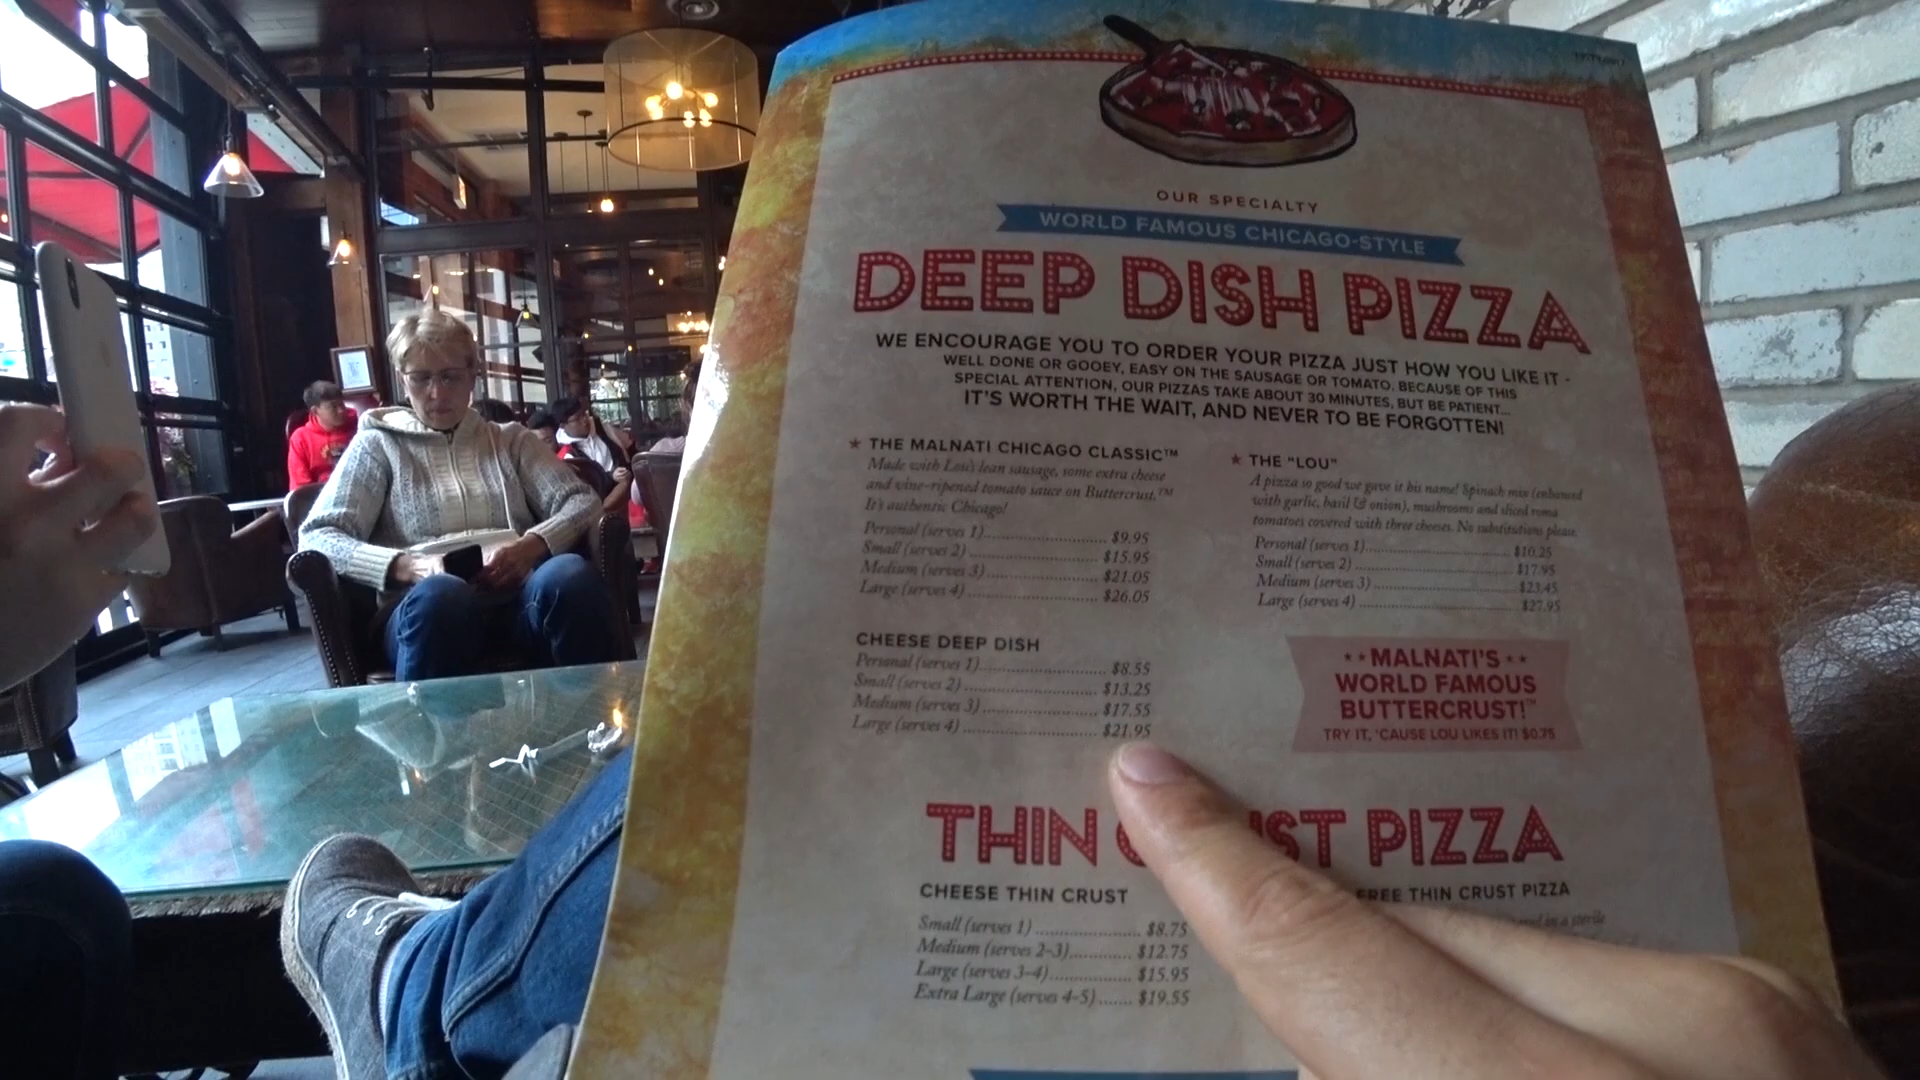 OUR SPECIALTY
WORLD FAMOUS CHICAGO-STYLE
DEEP DISH PIZZA
WE ENCOURAGE YOU TO ORDER YOUR PIZZA JUST HOW YOU LIKE IT -
WELL DONE OR GOOEY, EASY ON THE SAUSAGE OR TOMATO. BECAUSE OF THIS
SPECIAL ATTENTION, OUR PIZZAS TAKE ABOUT 30 MINUTES, BUT BE PATIENT...
IT'S WORTH THE WAIT, AND NEVER TO BE FORGOTTEN!
★ THE MALNATI CHICAGO CLASSIC™
Made with Lou's lean sausage, some extra cheese
and vine-ripened tomato sauce on Buttercrust.™
It's authentic Chicago!
Personal (serves 1) $9.95
Small (serves 2) $15.95
Medium (serves 3) $21.05
Large (serves 4) $26.05
★ THE "LOU"
A pizza so good we gave it his name! Spinach mix (enhanced
with garlic, basil & onion), mushrooms and sliced roma
tomatoes covered with three cheeses. No substitutions please.
Personal (serves 1) $10.25
Small (serves 2) $17.95
Medium (serves 3) $23.45
Large (serves 4) $27.95
CHEESE DEEP DISH
Personal (serves 1) $8.55
Small (serves 2) $13.25
Medium (serves 3) $17.55
Large (serves 4) $21.95
MALNATI'S
WORLD FAMOUS
BUTTERCRUST!™
TRY IT, 'CAUSE LOU LIKES IT! $0.75
THIN UST PIZZA
CHEESE THIN CRUST
Small (serves 1) $8.75
Medium (serves 2-3) $12.75
Large (serves 3-4) $15.95
Extra Large (serves 4-5) $19.55
FREE THIN CRUST PIZZA
in a sterile